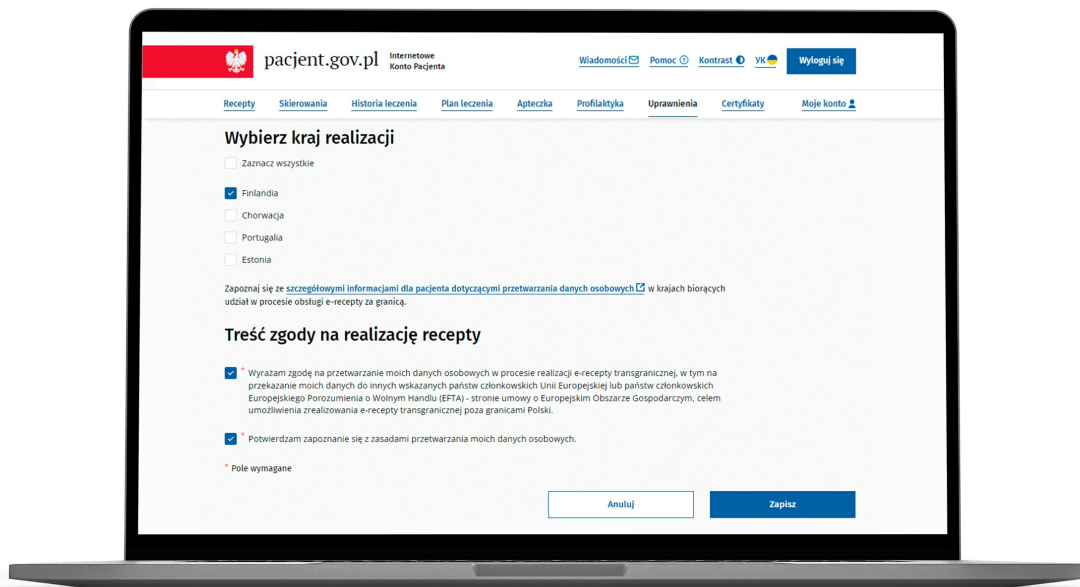 pacjent.gov.pl
Internetowe
Konto Pacjenta
Wiadomości
Pomoc
Kontrast
УК
Wyloguj się
Recepty
Skierowania
Historia leczenia
Plan leczenia
Apteczka
Profilaktyka
Uprawnienia
Certyfikaty
Moje konto
Wybierz kraj realizacji
Zaznacz wszystkie
Finlandia
Chorwacja
Portugalia
Estonia
Zapoznaj się ze szczegółowymi informacjami dla pacjenta dotyczącymi przetwarzania danych osobowych w krajach biorących
udział w procesie obsługi e-recepty za granicą.
Treść zgody na realizację recepty
* Wyrażam zgodę na przetwarzanie moich danych osobowych w procesie realizacji e-recepty transgranicznej, w tym na
przekazanie moich danych do innych wskazanych państw członkowskich Unii Europejskiej lub państw członkowskich
Europejskiego Porozumienia o Wolnym Handlu (EFTA) - stronie umowy o Europejskim Obszarze Gospodarczym, celem
umożliwienia zrealizowania e-recepty transgranicznej poza granicami Polski.
* Potwierdzam zapoznanie się z zasadami przetwarzania moich danych osobowych.
* Pole wymagane
Anuluj
Zapisz